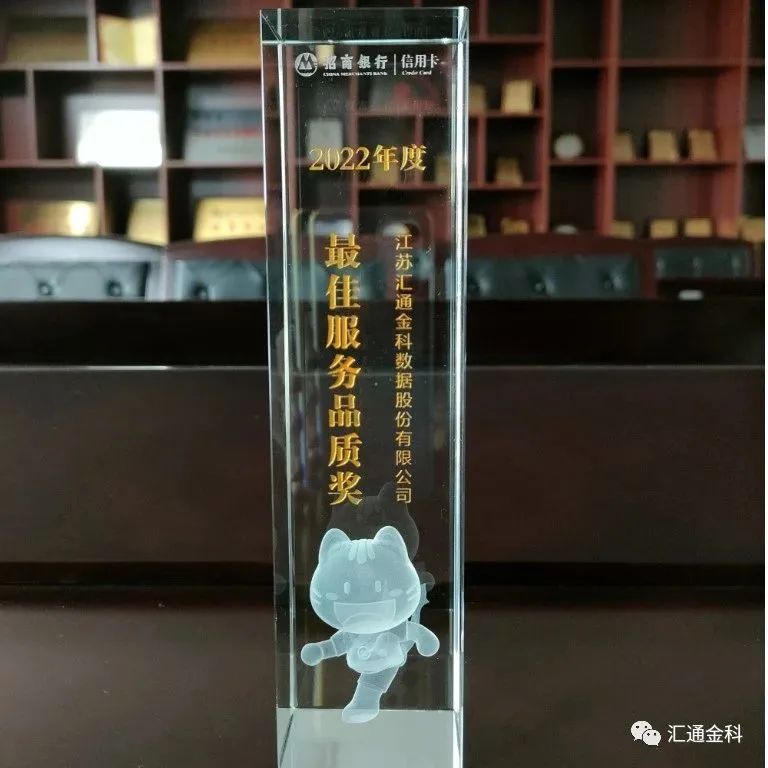 招商银行 信用卡
CHINA MERCHANTS BANK Credit Card
2022年度
江苏汇通金科数据股份有限公司
最佳服务品质奖
汇通金科